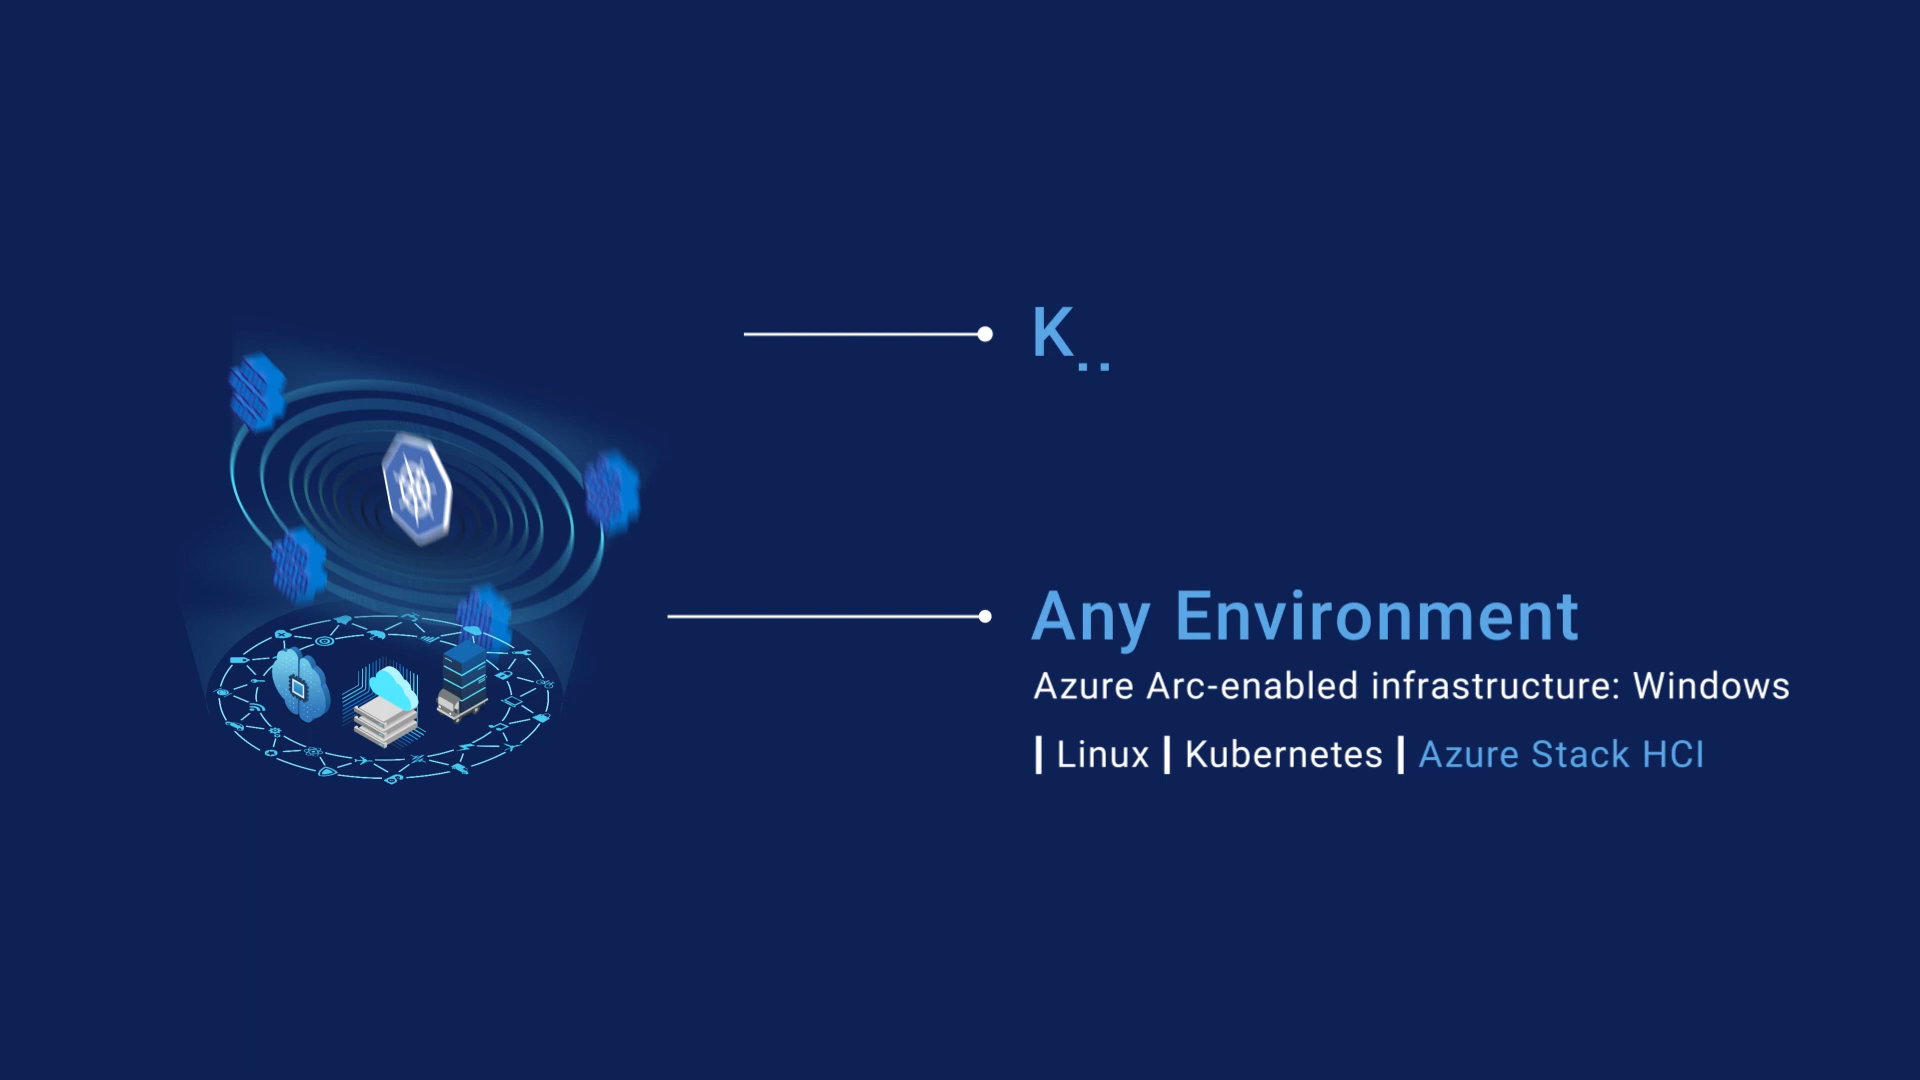 K..
Any Environment
Azure Arc-enabled infrastructure: Windows
| Linux | Kubernetes | Azure Stack HCI